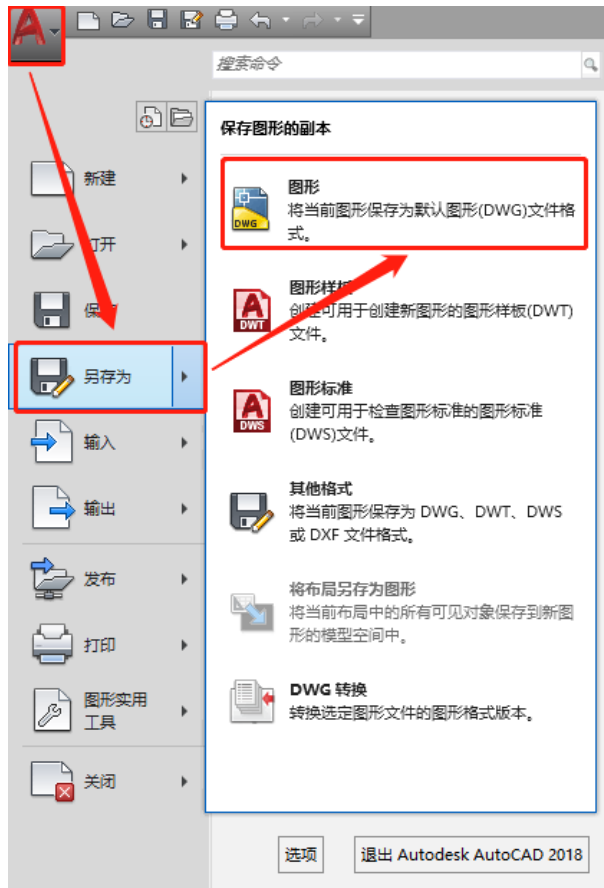 搜索命令
保存图形的副本
新建
图形
将当前图形保存为默认图形(DWG)文件格
式。
DWG
打开
图形样板
创建可用于创建新图形的图形样板(DWT)
文件。
DWT
保存
另存为
图形标准
创建可用于检查图形标准的图形标准
(DWS)文件。
DWS
输入
其他格式
将当前图形保存为 DWG、DWT、DWS
或 DXF 文件格式。
输出
发布
将布局另存为图形
将当前布局中的所有可见对象保存到新图
形的模型空间中。
打印
DWG 转换
转换选定图形文件的图形格式版本。
图形实用
工具
关闭
选项
退出 Autodesk AutoCAD 2018